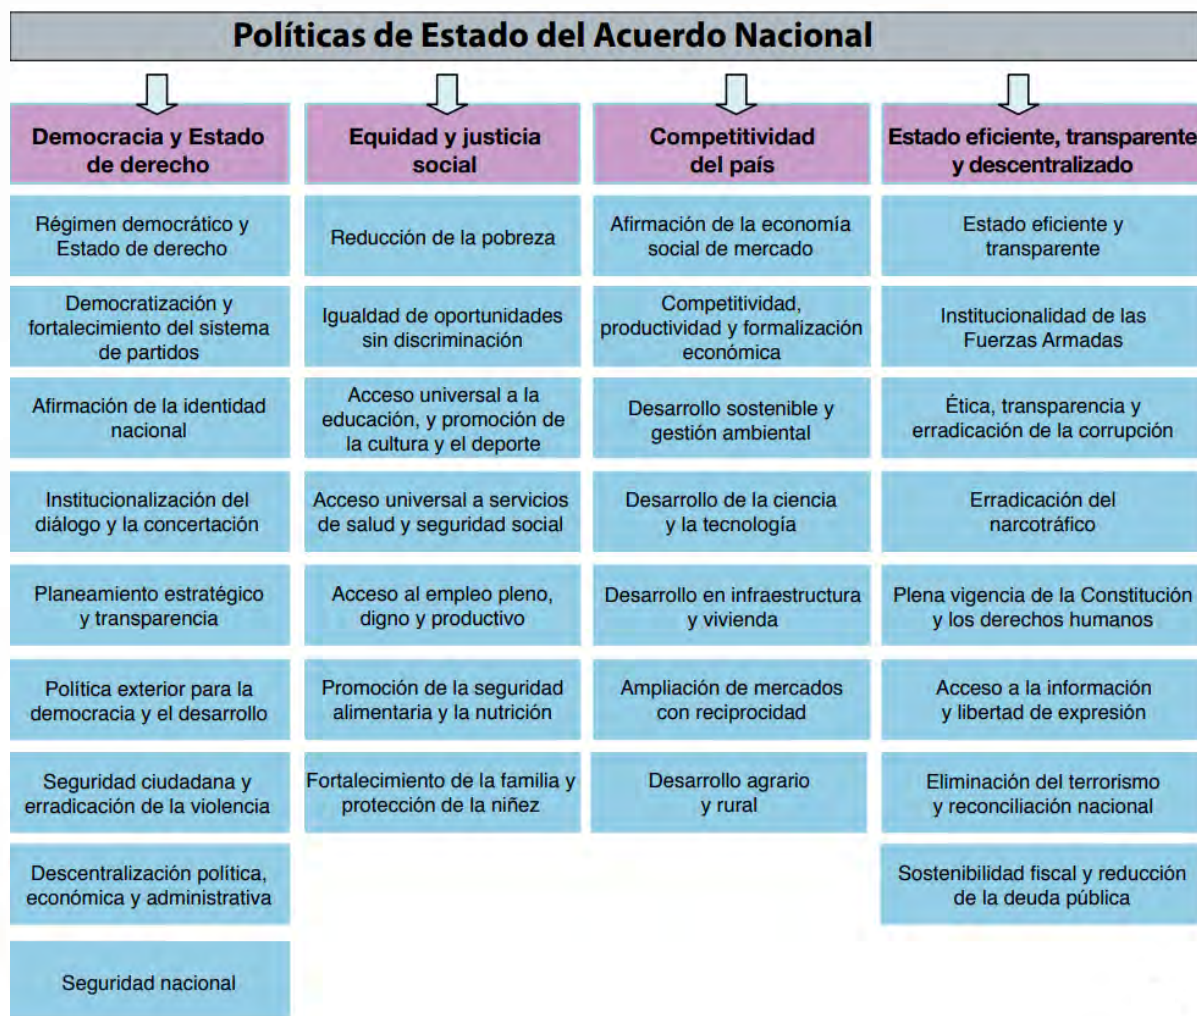 Políticas de Estado del Acuerdo Nacional
Democracia y Estado
de derecho
Régimen democrático y
Estado de derecho
Democratización y
fortalecimiento del sistema
de partidos
Afirmación de la identidad
nacional
Institucionalización del
diálogo y la concertación
Planeamiento estratégico
y transparencia
Política exterior para la
democracia y el desarrollo
Seguridad ciudadana y
erradicación de la violencia
Descentralización política,
económica y administrativa
Seguridad nacional
Equidad y justicia
social
Reducción de la pobreza
Igualdad de oportunidades
sin discriminación
Acceso universal a la
educación, y promoción de
la cultura y el deporte
Acceso universal a servicios
de salud y seguridad social
Acceso al empleo pleno,
digno y productivo
Promoción de la seguridad
alimentaria y la nutrición
Fortalecimiento de la familia y
protección de la niñez
Competitividad
del país
Afirmación de la economía
social de mercado
Competitividad,
productividad y formalización
económica
Desarrollo sostenible y
gestión ambiental
Desarrollo de la ciencia
y la tecnología
Desarrollo en infraestructura
y vivienda
Ampliación de mercados
con reciprocidad
Desarrollo agrario
y rural
Estado eficiente, transparente
y descentralizado
Estado eficiente y
transparente
Institucionalidad de las
Fuerzas Armadas
Ética, transparencia y
erradicación de la corrupción
Erradicación del
narcotráfico
Plena vigencia de la Constitución
y los derechos humanos
Acceso a la información
y libertad de expresión
Eliminación del terrorismo
y reconciliación nacional
Sostenibilidad fiscal y reducción
de la deuda pública